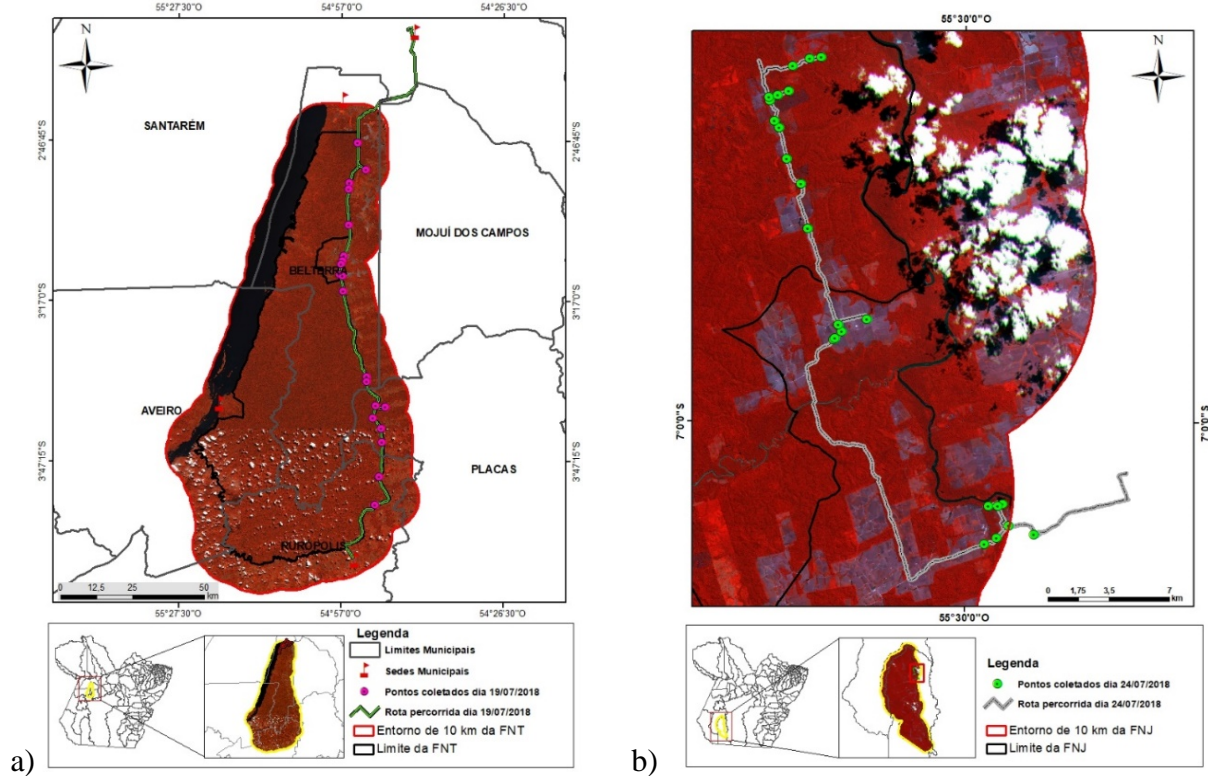 55°27'30"O 54°57'0"O 54°26'30"O
N
SANTARÉM
2°46'45"S
2°46'45"S
MOJUÍ DOS CAMPOS
BELTERRA
3°17'0"S
3°17'0"S
AVEIRO
3°47'15"S
3°47'15"S
PLACAS
RURÓPOLIS
0 12,5 25 50
km
55°27'30"O 54°57'0"O 54°26'30"O
Legenda
Limites Municipais
Sedes Municipais
Pontos coletados dia 19/07/2018
Rota percorrida dia 19/07/2018
Entorno de 10 km da FNT
Limite da FNT
a)
55°30'0"O
N
7°0'0"S
7°0'0"S
0 1,75 3,5 7
km
55°30'0"O
Legenda
Pontos coletados dia 24/07/2018
Rota percorrida dia 24/07/2018
Entorno de 10 km da FNJ
Limite da FNJ
b)